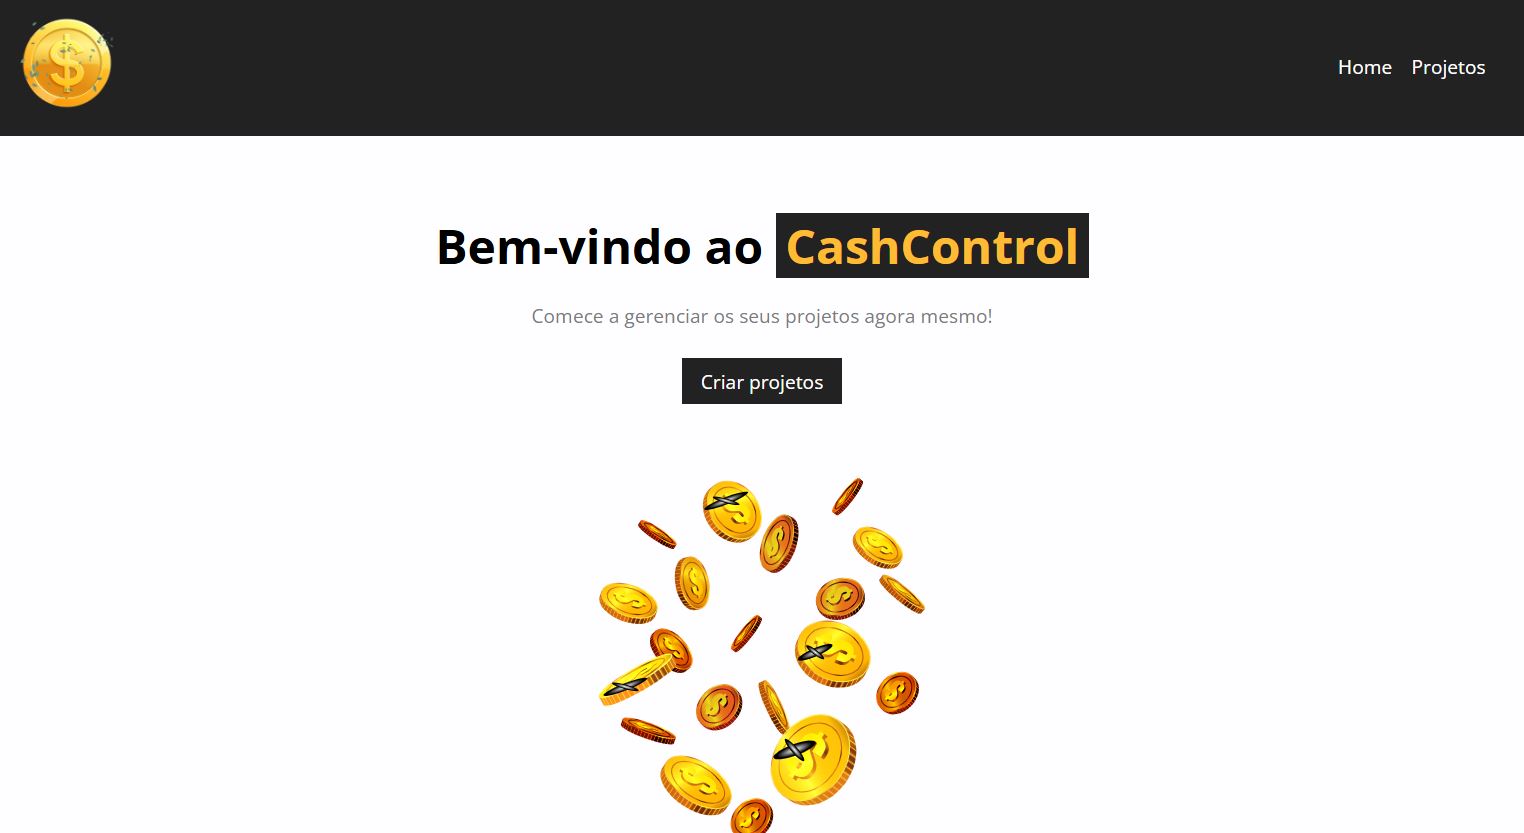 Home Projetos
Bem-vindo ao CashControl
Comece a gerenciar os seus projetos agora mesmo!
Criar projetos